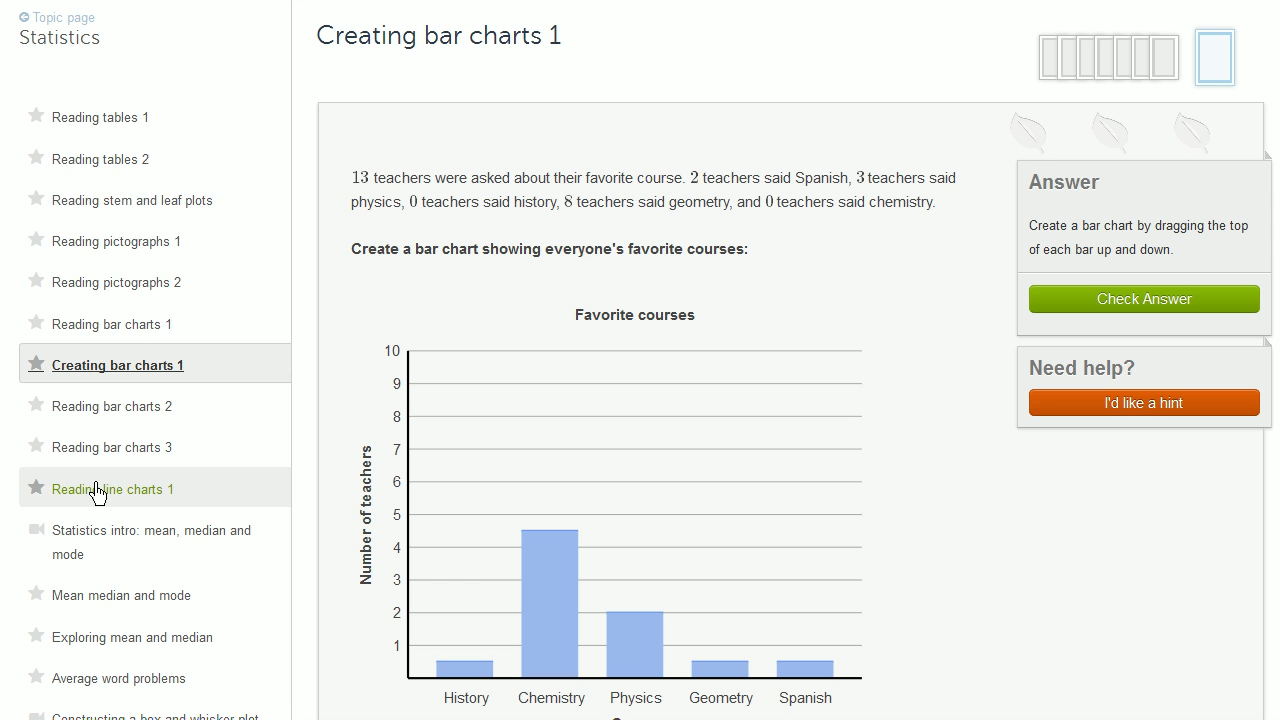 Topic page
Statistics
Reading tables 1
Reading tables 2
Reading stem and leaf plots
Reading pictographs 1
Reading pictographs 2
Reading bar charts 1
Creating bar charts 1
Reading bar charts 2
Reading bar charts 3
Reading line charts 1
Statistics intro: mean, median and
mode
Mean median and mode
Exploring mean and median
Average word problems
Constructing a box and whisker plot
Creating bar charts 1
13 teachers were asked about their favorite course. 2 teachers said Spanish, 3 teachers said
physics, 0 teachers said history, 8 teachers said geometry, and 0 teachers said chemistry.
Create a bar chart showing everyone's favorite courses:
Favorite courses
Number of teachers
10
9
8
7
6
5
4
3
2
1
History Chemistry Physics Geometry Spanish
Answer
Create a bar chart by dragging the top
of each bar up and down.
Check Answer
Need help?
I'd like a hint